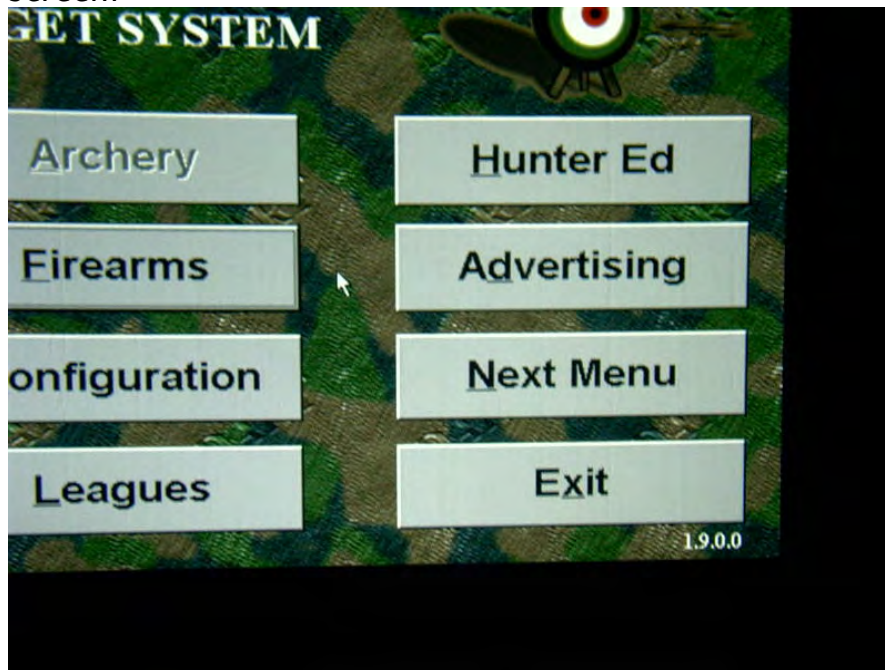 GET SYSTEM
Archery
Hunter Ed
Firearms
Advertising
onfiguration
Next Menu
Leagues
Exit
1.9.0.0